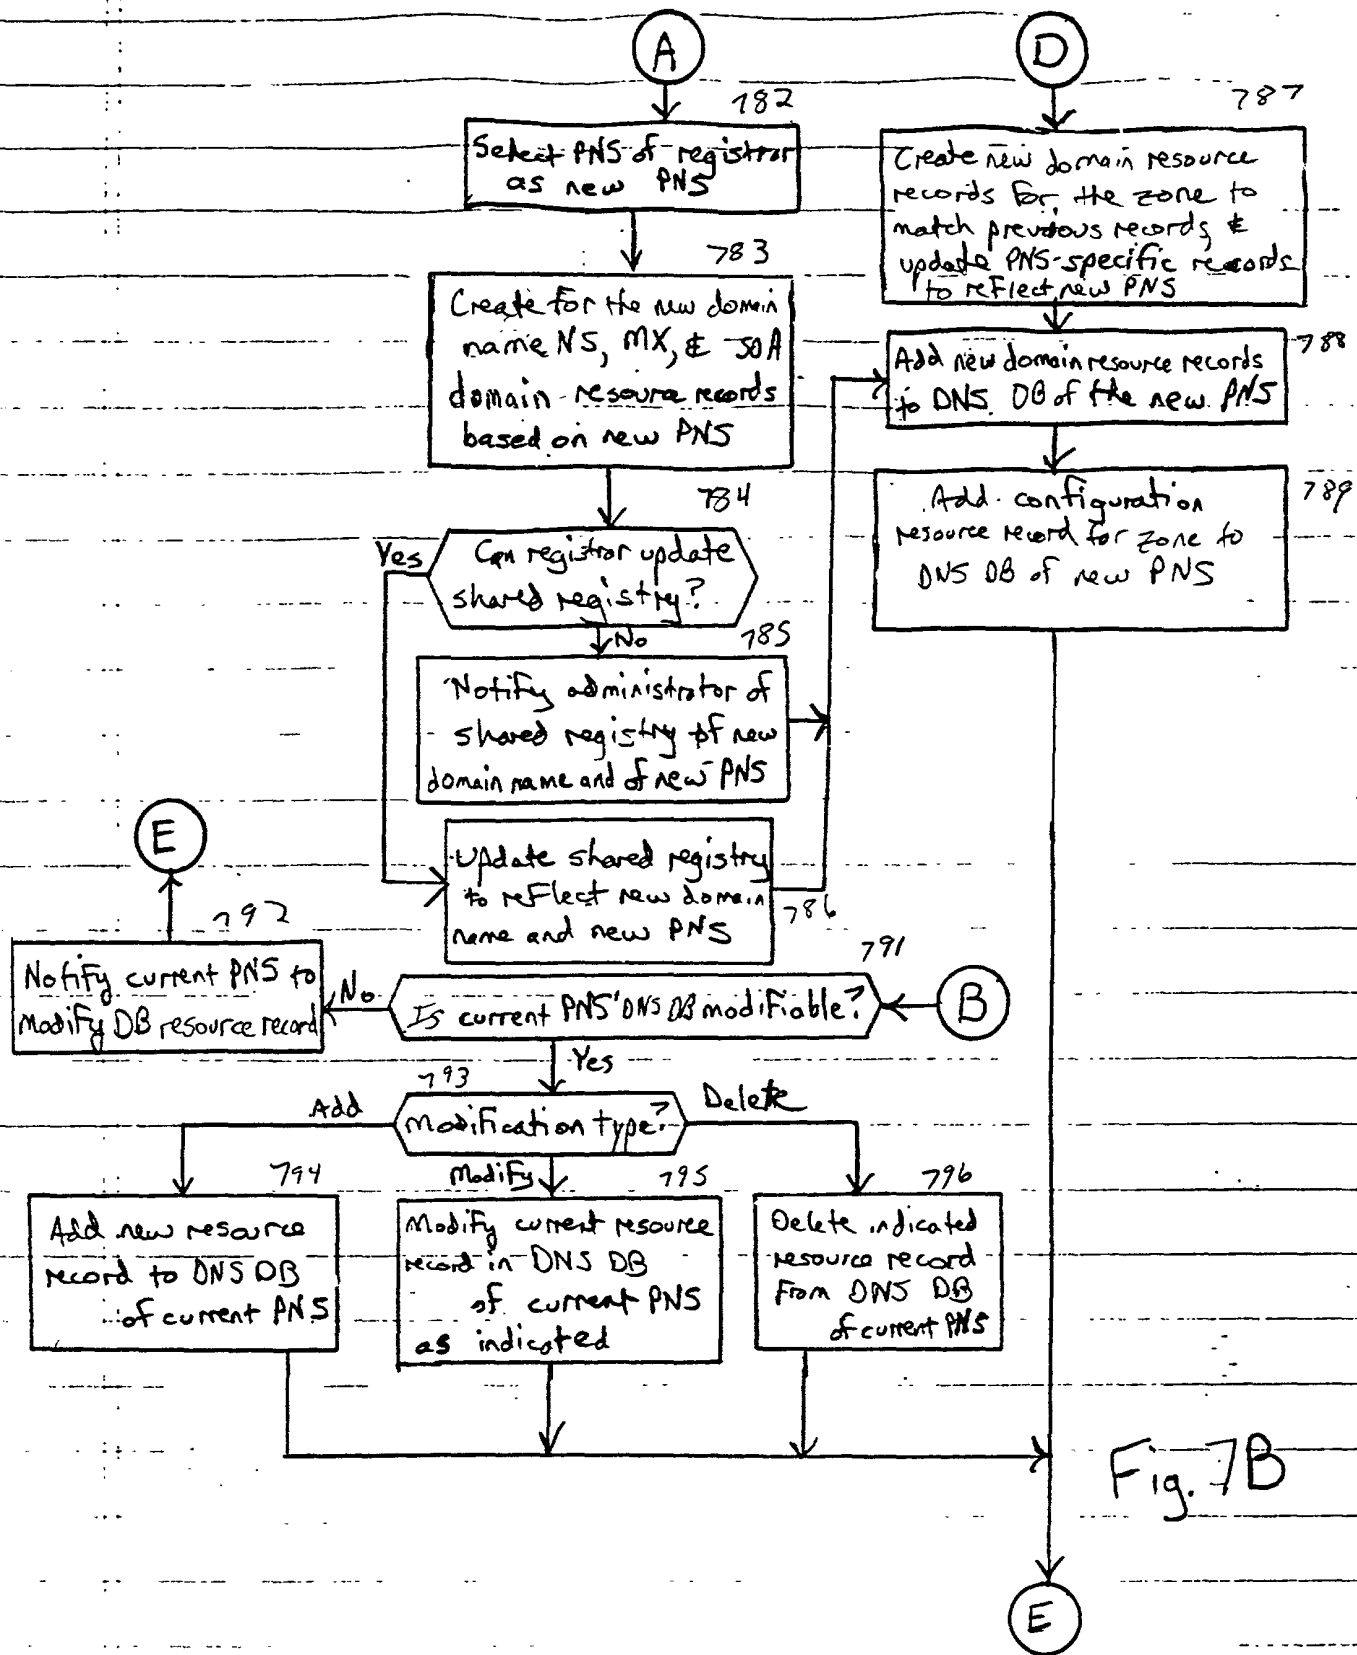 A
782
Select PNS of registrar
as new PNS
783
Create for the new domain
name NS, MX, & SOA
domain resource records
based on new PNS
784
Can registrar update
shared registry?
Yes
No
785
Notify administrator of
shared registry of new
domain name and of new PNS
Update shared registry
to reflect new domain
name and new PNS
786
D
787
Create new domain resource
records for the zone to
match previous records, &
update PNS-specific records
to reflect new PNS
788
Add new domain resource records
to DNS DB of the new PNS
789
Add configuration
resource record for zone to
DNS DB of new PNS
E
792
Notify current PNS to
modify DB resource record
No
791
Is current PNS' DNS DB modifiable?
B
Yes
793
Modification type?
Add
Modify
Delete
794
Add new resource
record to DNS DB
of current PNS
795
Modify current resource
record in DNS DB
of current PNS
as indicated
796
Delete indicated
resource record
from DNS DB
of current PNS
Fig. 7B
E